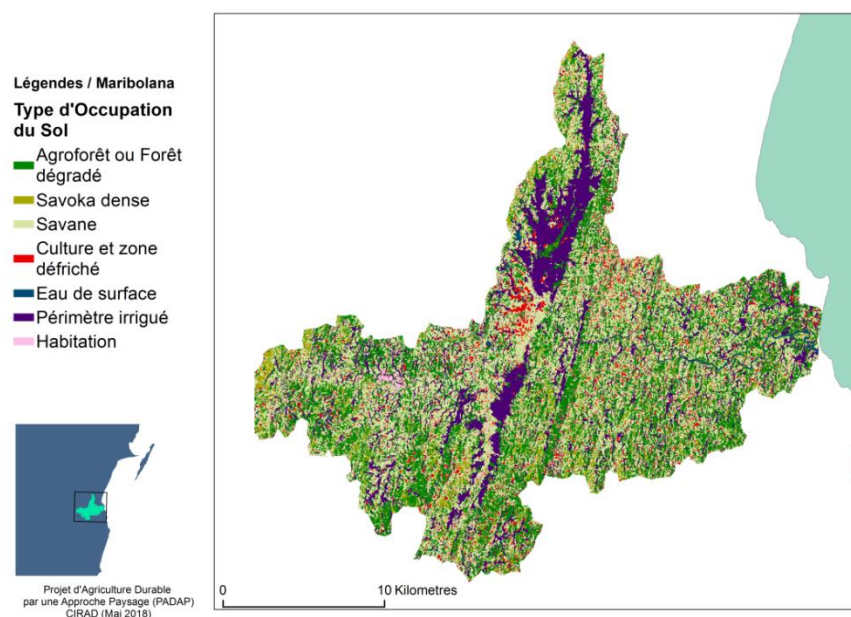 Légendes / Maribolana
Type d'Occupation
du Sol
Agroforêt ou Forêt
dégradé
Savoka dense
Savane
Culture et zone
défriché
Eau de surface
Périmètre irrigué
Habitation
Projet d'Agriculture Durable
par une Approche Paysage (PADAP)
CIRAD (Mai 2018)
0
10 Kilometres